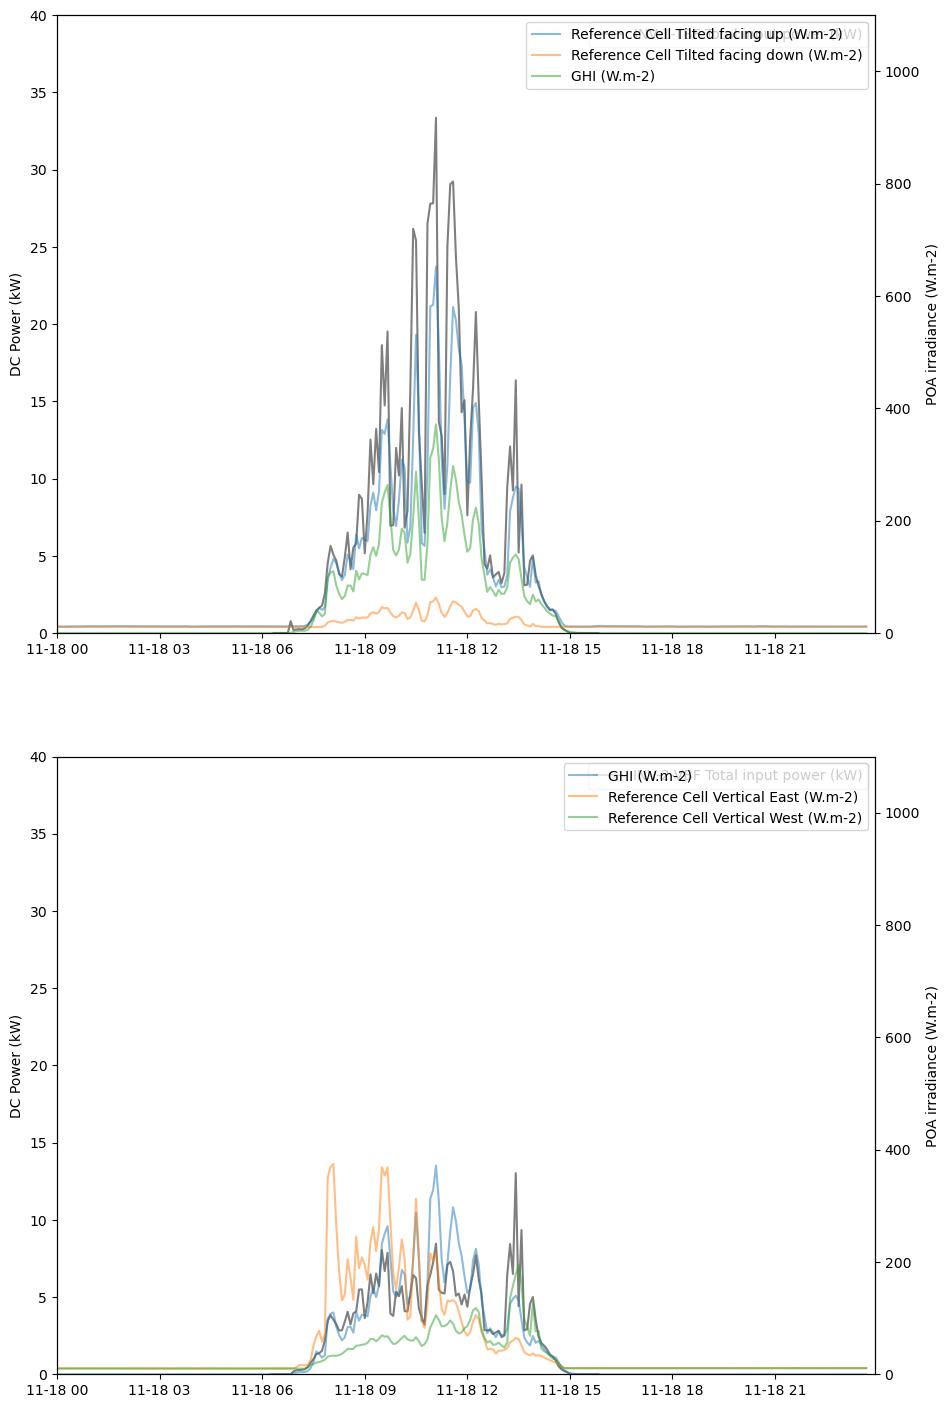 40
35
30
25
20
15
10
5
0
DC Power (kW)
Reference Cell Tilted facing up (W.m-2)
Reference Cell Tilted facing down (W.m-2)
GHI (W.m-2)
1000
800
600
400
200
0
POA irradiance (W.m-2)
11-18 00 11-18 03 11-18 06 11-18 09 11-18 12 11-18 15 11-18 18 11-18 21
40
35
30
25
20
15
10
5
0
DC Power (kW)
GHI (W.m-2)
Total input power (kW)
Reference Cell Vertical East (W.m-2)
Reference Cell Vertical West (W.m-2)
1000
800
600
400
200
0
POA irradiance (W.m-2)
11-18 00 11-18 03 11-18 06 11-18 09 11-18 12 11-18 15 11-18 18 11-18 21